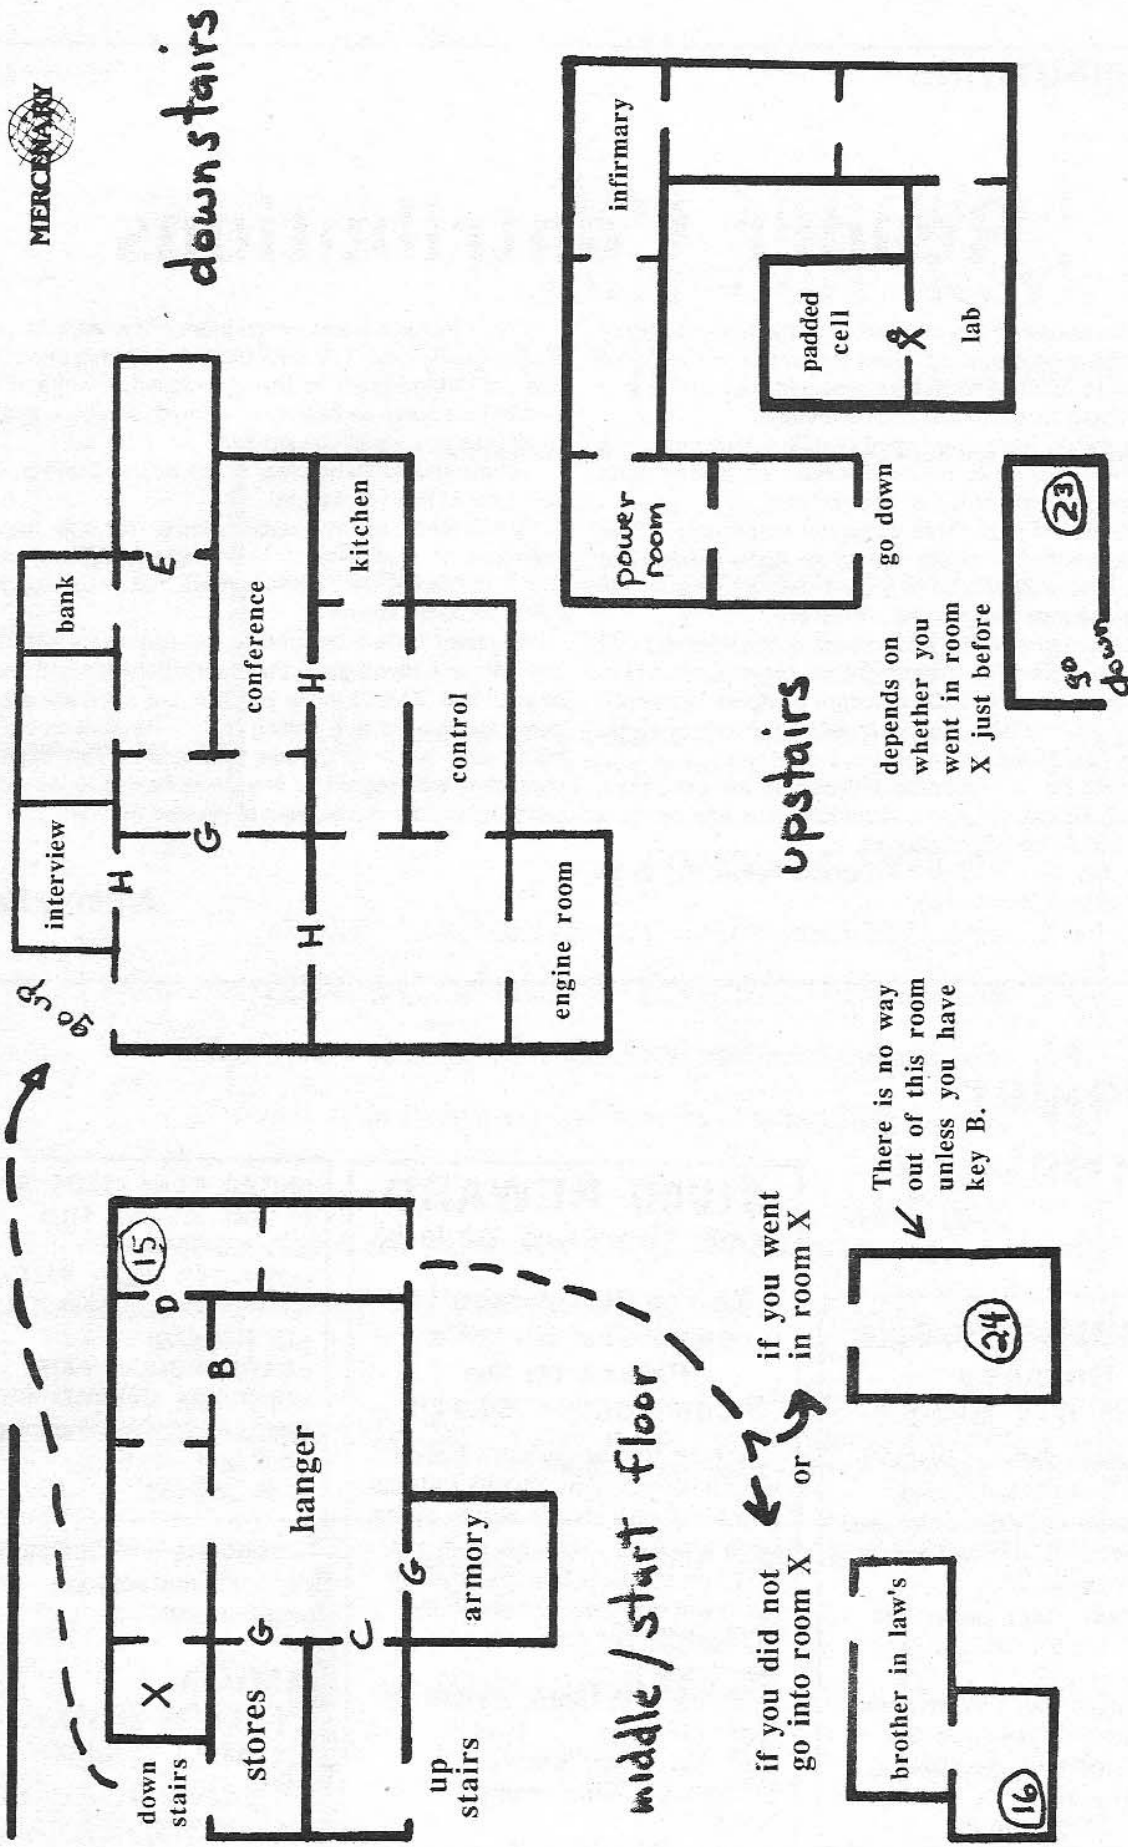 MERCENARY
downstairs
go
up
interview
bank
H
E
G
conference
H
kitchen
H
control
engine room
15
D
B
X
G
down
stairs
stores
hanger
C
G
armory
up
stairs
middle/start floor
infirmary
padded
cell
X
lab
power
room
go down
upstairs
depends on
whether you
went in room
X just before
23
go
down
if you did not
go into room X
or
if you went
in room X
brother in law's
16
24
There is no way
out of this room
unless you have
key B.